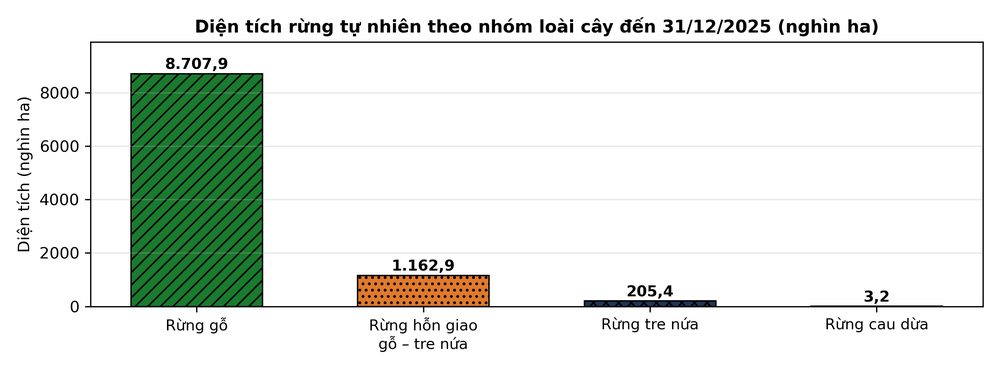 Diện tích rừng tự nhiên theo nhóm loài cây đến 31/12/2025 (nghìn ha)
Diện tích (nghìn ha)
8000
6000
4000
2000
0
8.707,9
1.162,9
205,4
3,2
Rừng gỗ
Rừng hỗn giao
gỗ – tre nứa
Rừng tre nứa
Rừng cau dừa